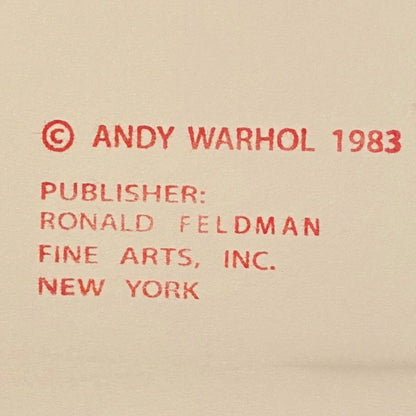 © ANDY WARHOL 1983
PUBLISHER:
RONALD FELDMAN
FINE ARTS, INC.
NEW YORK